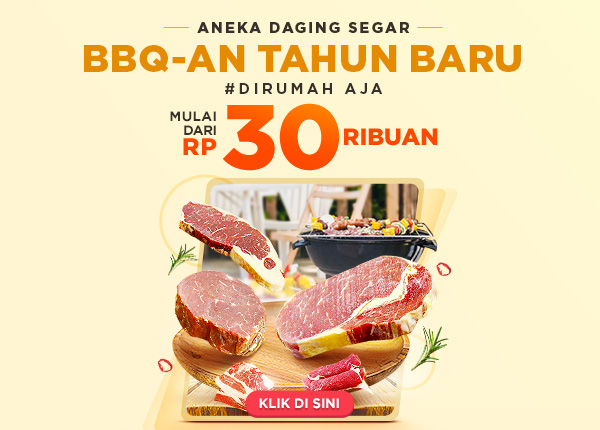 ANEKA DAGING SEGAR
BBQ-AN TAHUN BARU
#DIRUMAH AJA
MULAI
DARI
RP 30 RIBUAN
KLIK DI SINI